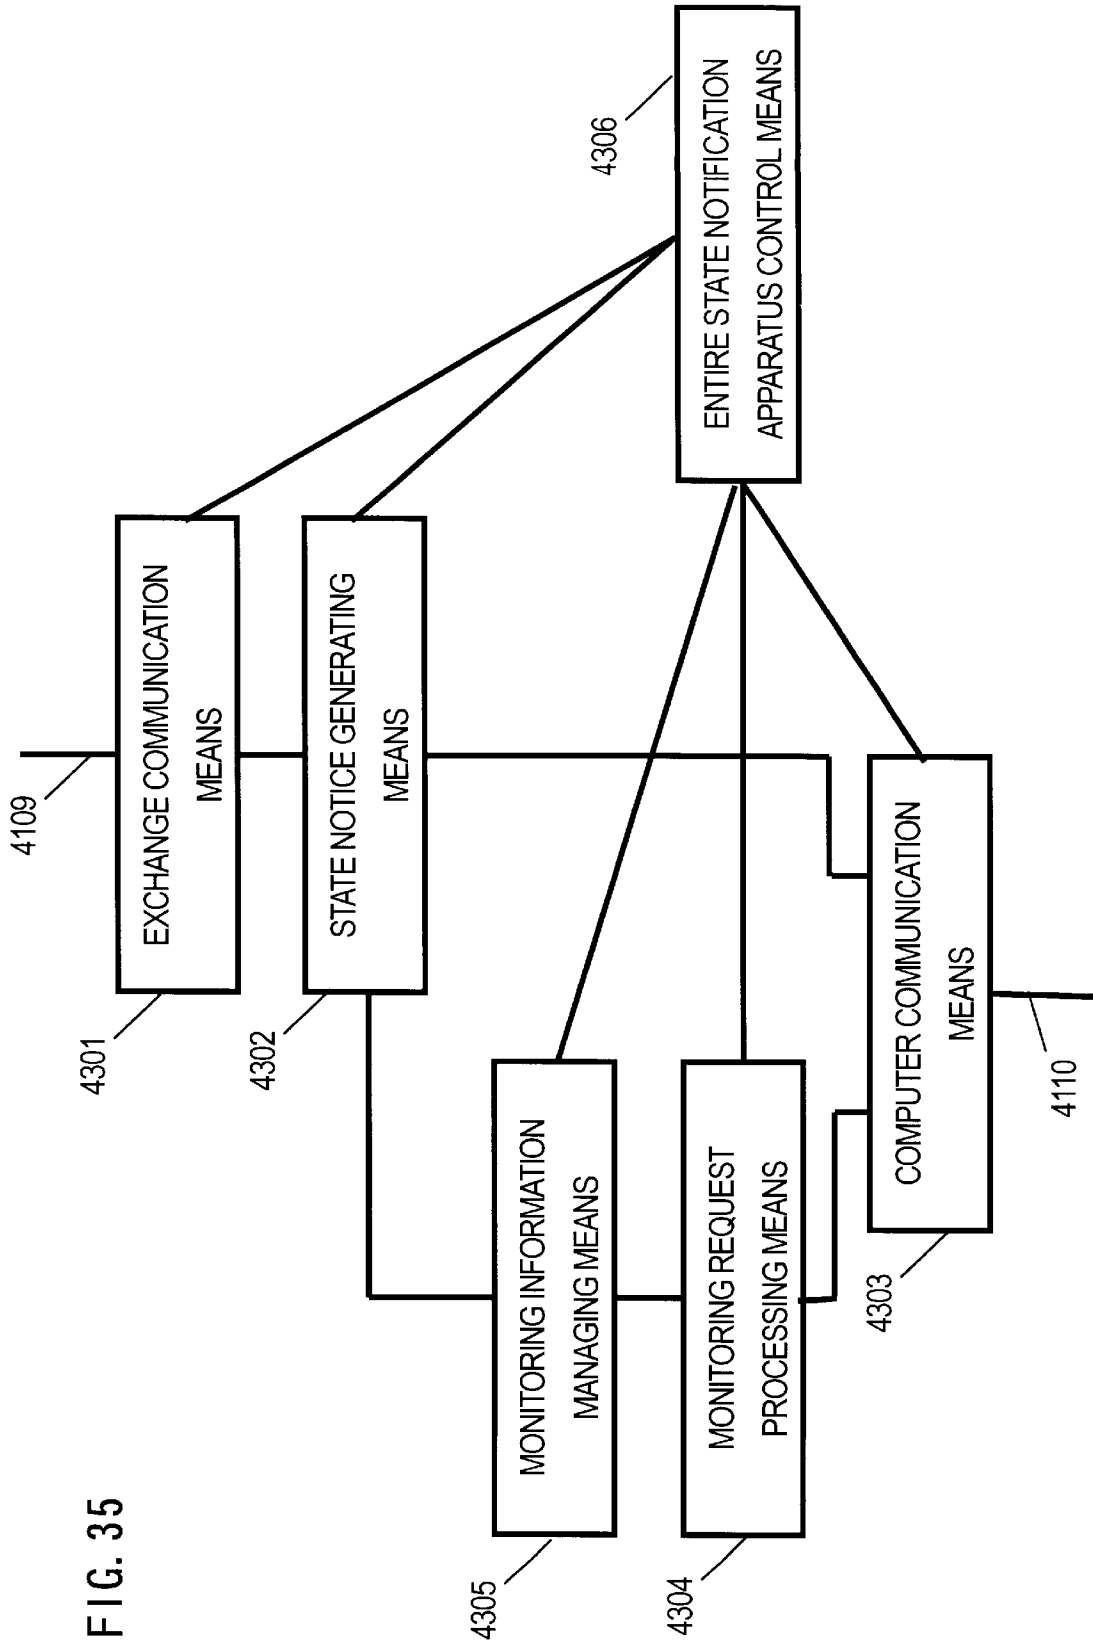 FIG. 35
4109
4301
EXCHANGE COMMUNICATION
MEANS
4302
STATE NOTICE GENERATING
MEANS
4305
MONITORING INFORMATION
MANAGING MEANS
4304
MONITORING REQUEST
PROCESSING MEANS
4306
ENTIRE STATE NOTIFICATION
APPARATUS CONTROL MEANS
4303
COMPUTER COMMUNICATION
MEANS
4110